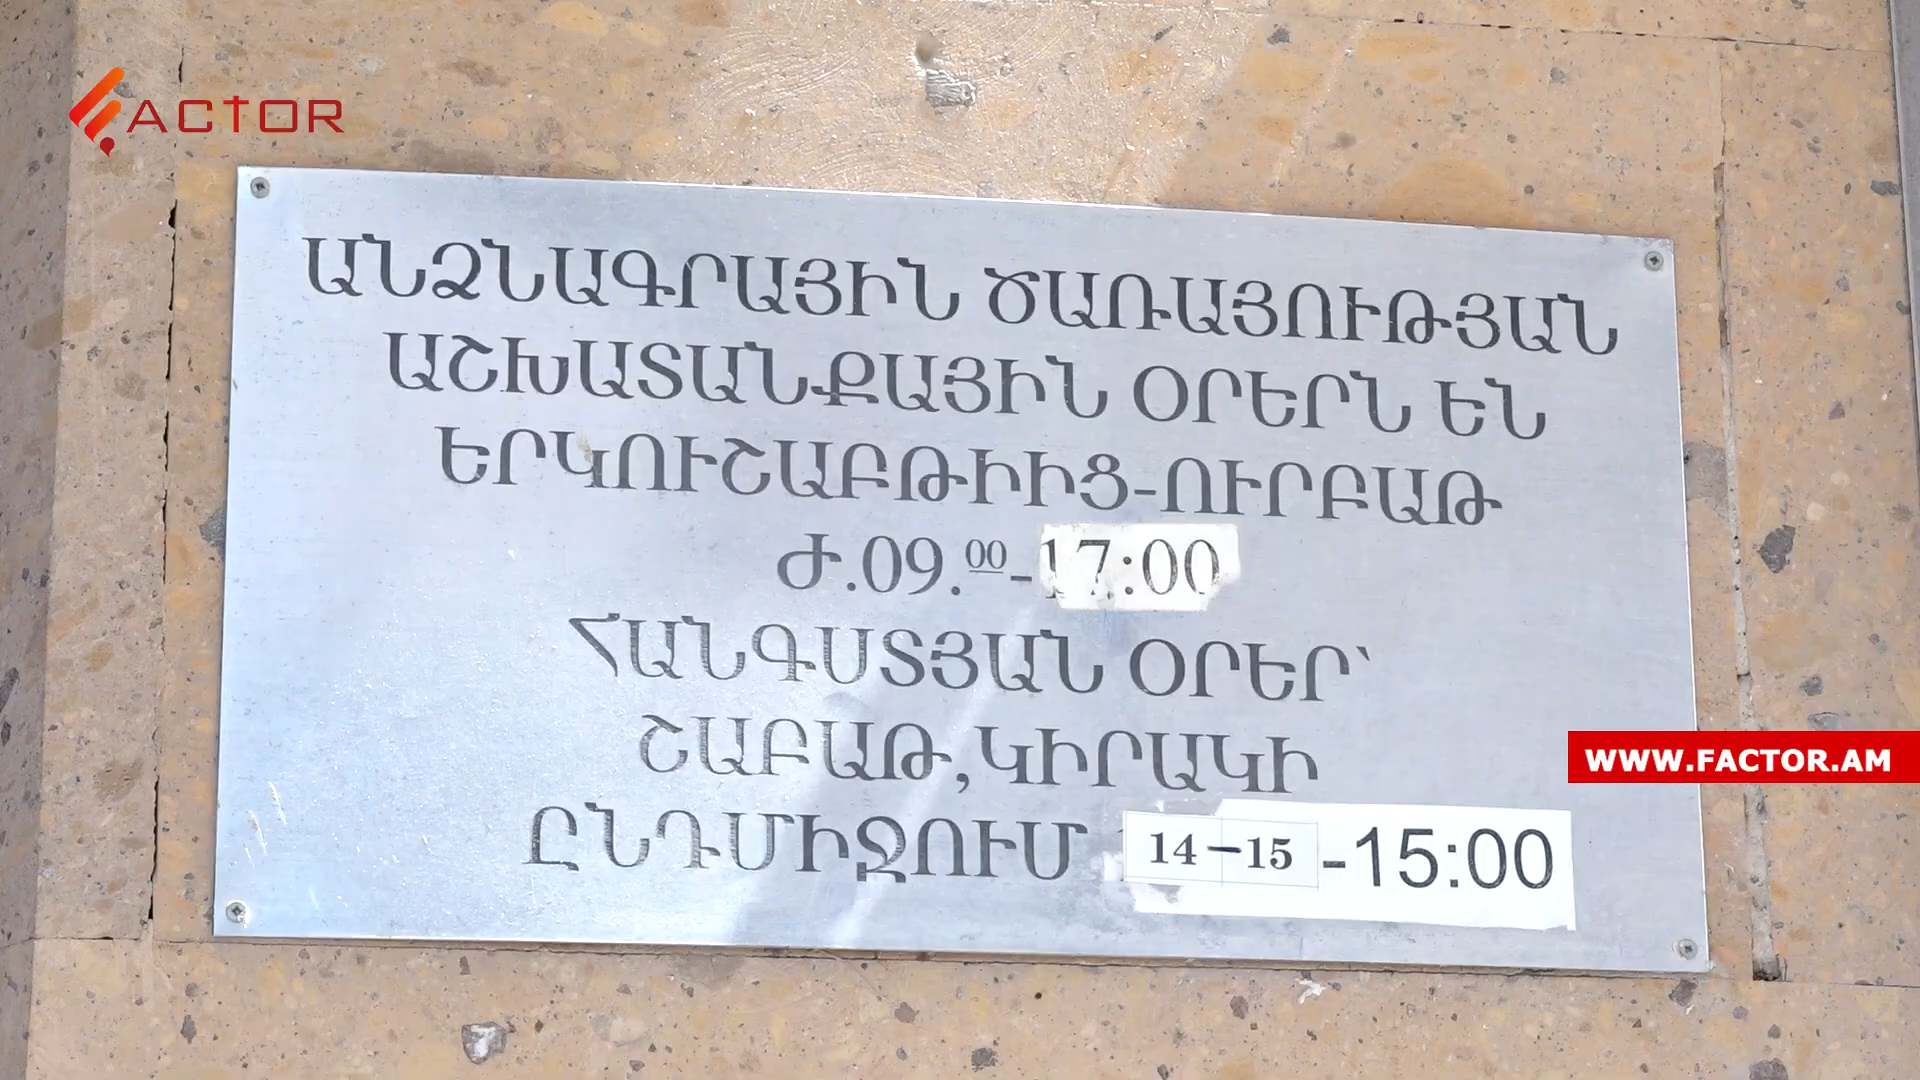 ACTOR
ԱՆՁՆԱԳՐԱՅԻՆ ԾԱՌԱՅՈՒԹՅԱՆ
ԱՇԽԱՏԱՆՔԱՅԻՆ ՕՐԵՐՆ ԵՆ
ԵՐԿՈՒՇԱԲԹԻԻՑ-ՈՒՐԲԱԹ
Ժ.09.00-17:00
ՀԱՆԳՍՏՅԱՆ ՕՐԵՐ՝
ՇԱԲԱԹ,ԿԻՐԱԿԻ
WWW.FACTOR.AM
ԸՆԴՄԻՋՈՒՄ 14-15-15:00